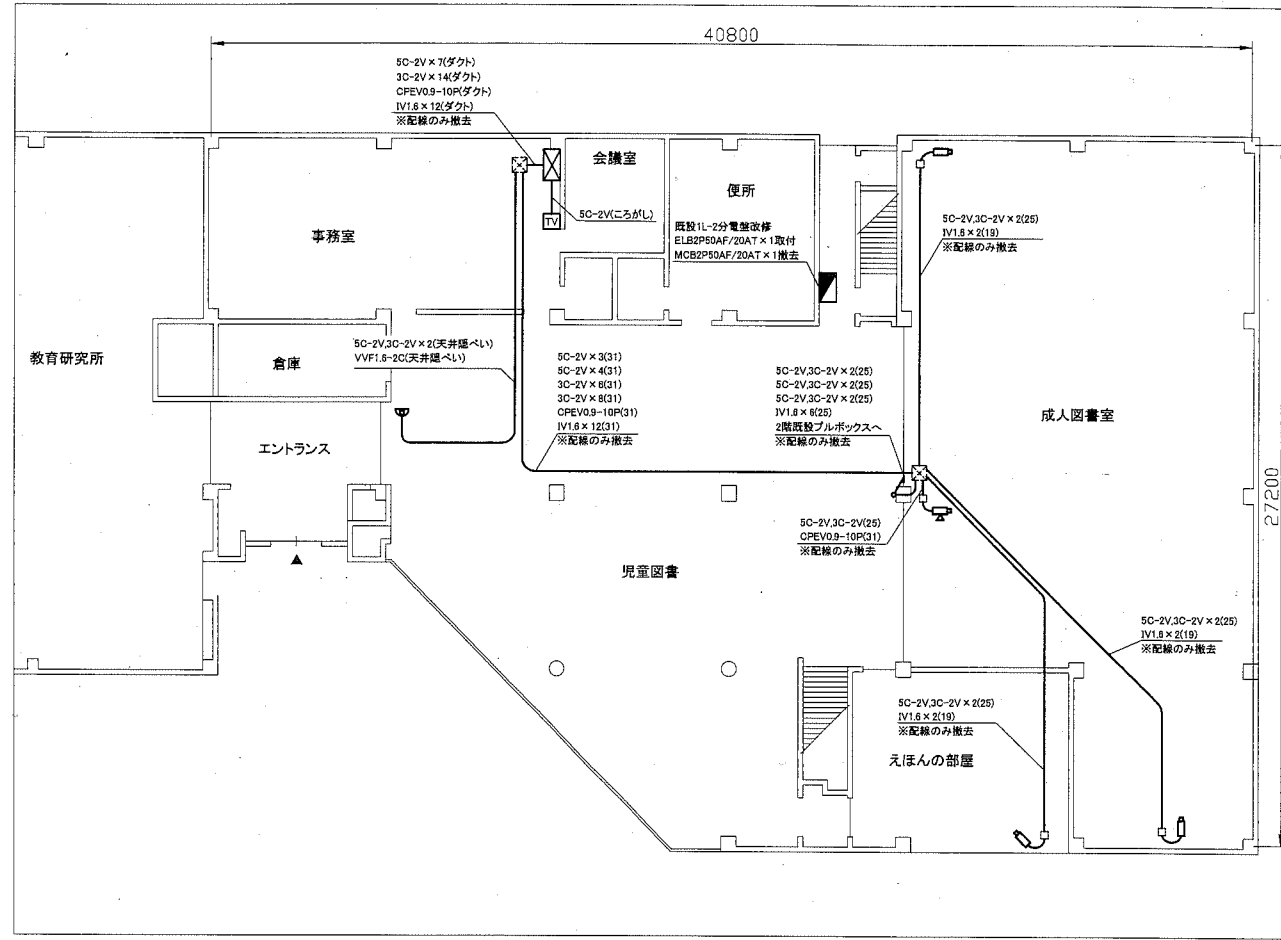 40800
5C-2V×7(ダクト)
3C-2V×14(ダクト)
CPEV0.9-10P(ダクト)
IV1.6×12(ダクト)
※配線のみ撤去
会議室
便所
TV
5C-2V(ころがし)
事務室
既設1L-2分電盤改修
ELB2P50AF/20AT×1取付
MCB2P50AF/20AT×1撤去
5C-2V,3C-2V×2(25)
IV1.6×2(19)
※配線のみ撤去
教育研究所
倉庫
5C-2V,3C-2V×2(天井隠ぺい)
VVF1.6-2C(天井隠ぺい)
5C-2V×3(31)
5C-2V×4(31)
3C-2V×6(31)
3C-2V×8(31)
CPEV0.9-10P(31)
IV1.6×12(31)
※配線のみ撤去
5C-2V,3C-2V×2(25)
5C-2V,3C-2V×2(25)
5C-2V,3C-2V×2(25)
IV1.6×6(25)
2階既設プルボックスへ
※配線のみ撤去
成人図書室
エントランス
27200
5C-2V,3C-2V(25)
CPEV0.9-10P(31)
※配線のみ撤去
児童図書
5C-2V,3C-2V×2(25)
IV1.6×2(19)
※配線のみ撤去
5C-2V,3C-2V×2(25)
IV1.6×2(19)
※配線のみ撤去
えほんの部屋